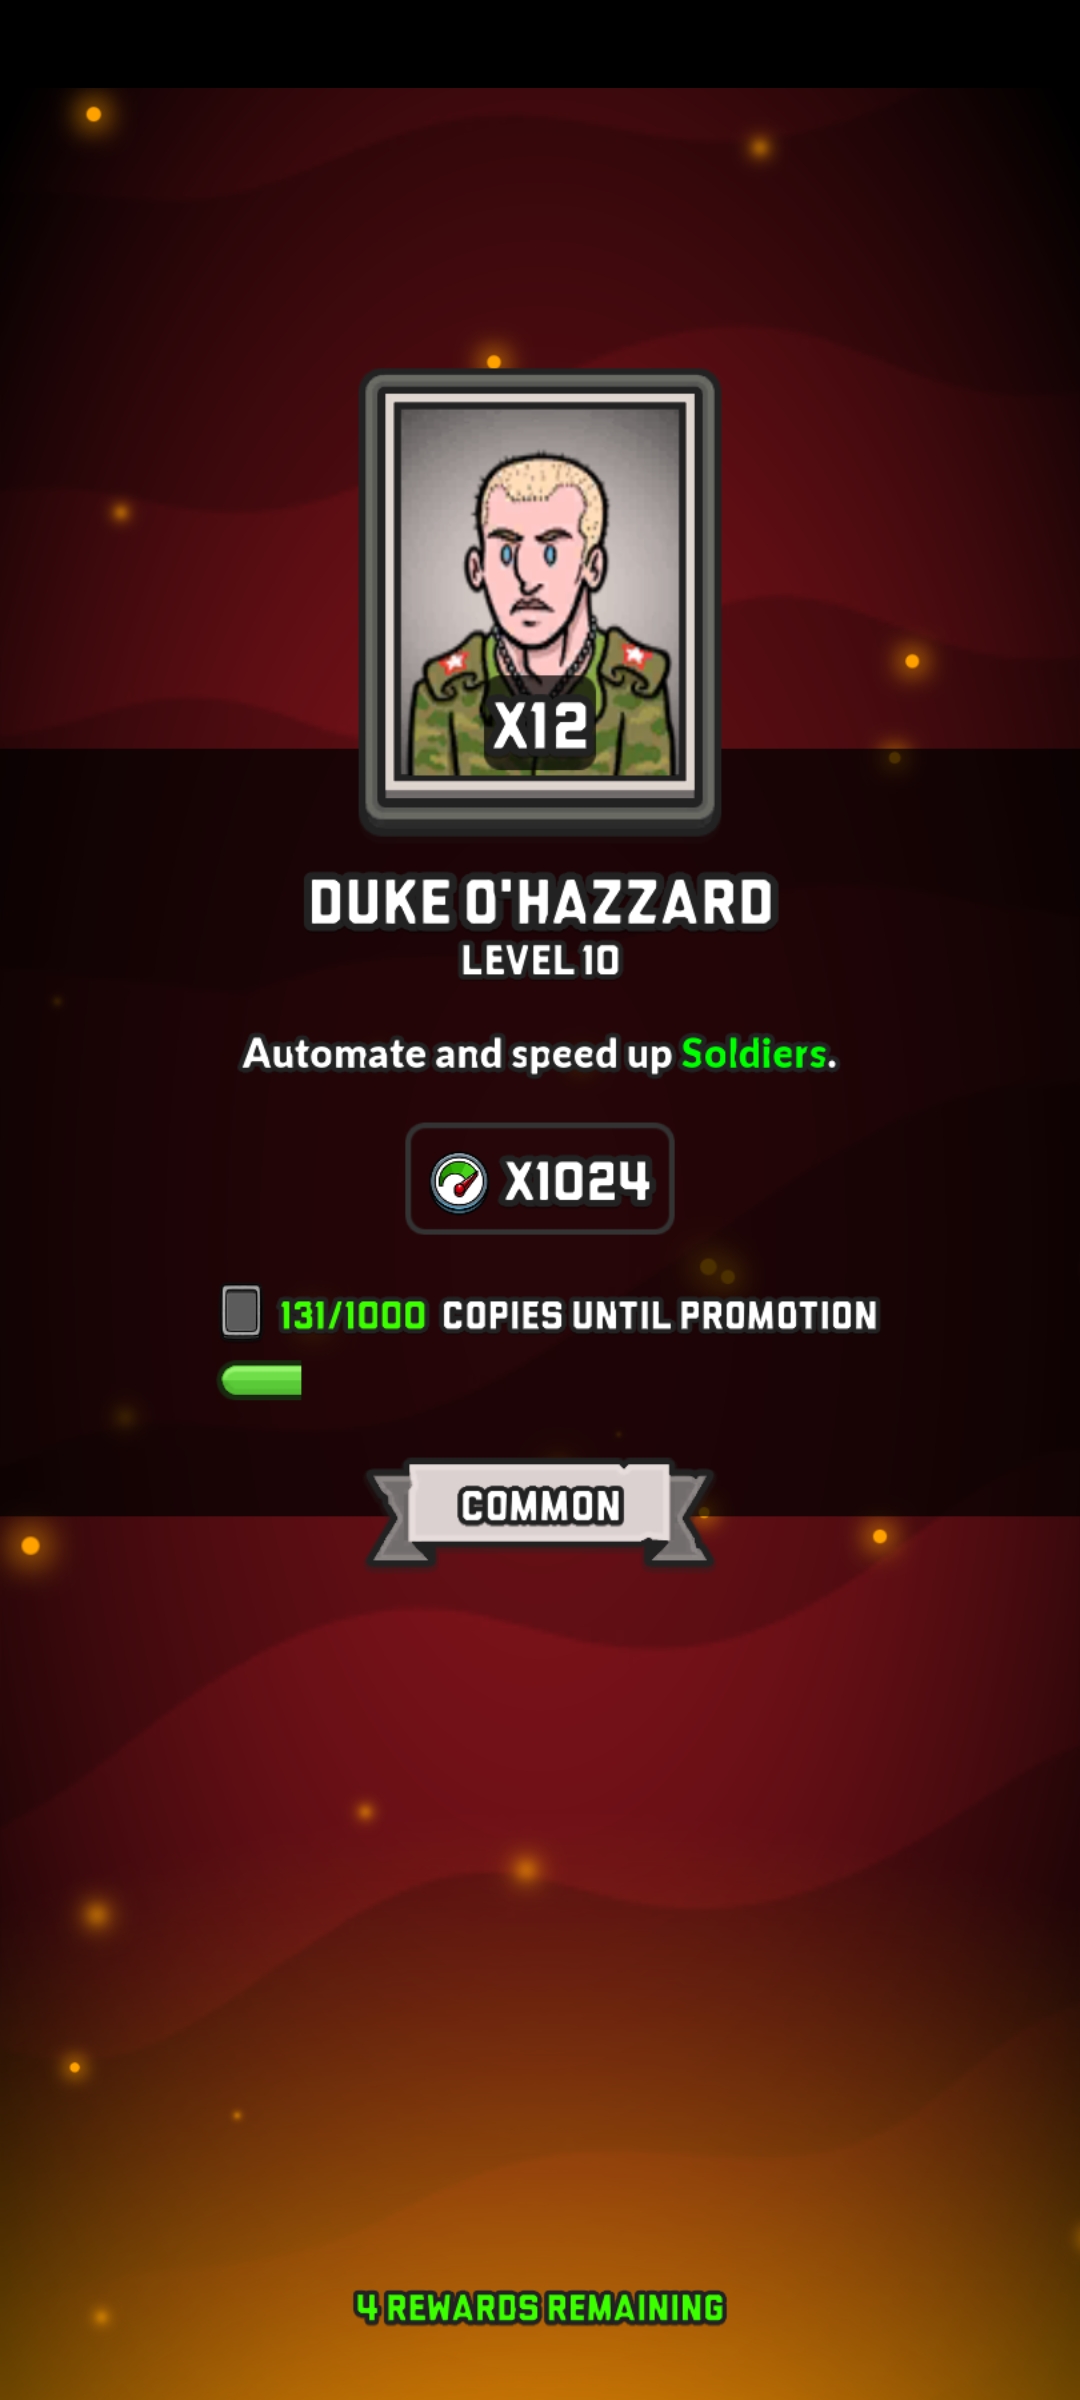 X12
DUKE O'HAZZARD
LEVEL 10
Automate and speed up Soldiers.
X1024
131/1000 COPIES UNTIL PROMOTION
COMMON
4 REWARDS REMAINING